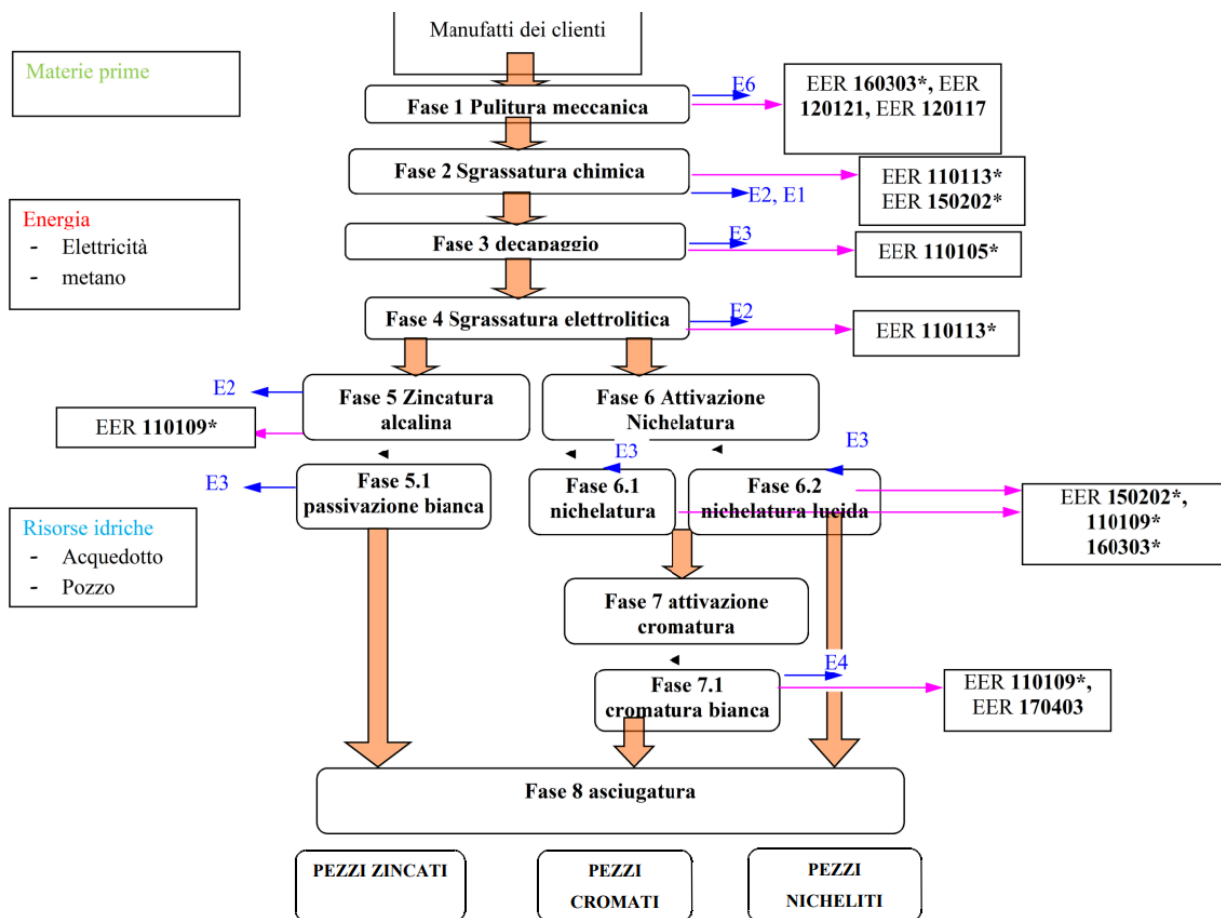 Manufatti dei clienti
Materie prime
Fase 1 Pulitura meccanica
E6
EER 160303*, EER
120121, EER 120117
Fase 2 Sgrassatura chimica
E2, E1
EER 110113*
EER 150202*
Energia
- Elettricità
- metano
Fase 3 decapaggio
E3
EER 110105*
Fase 4 Sgrassatura elettrolitica
E2
EER 110113*
E2
Fase 5 Zincatura
alcalina
EER 110109*
Fase 6 Attivazione
Nichelatura
E3
Fase 5.1
passivazione bianca
E3
Fase 6.1
nichelatura
E3
Fase 6.2
nichelatura lucida
EER 150202*,
110109*
160303*
Risorse idriche
- Acquedotto
- Pozzo
Fase 7 attivazione
cromatura
E4
Fase 7.1
cromatura bianca
EER 110109*,
EER 170403
Fase 8 asciugatura
PEZZI ZINCATI
PEZZI
CROMATI
PEZZI
NICHELITI